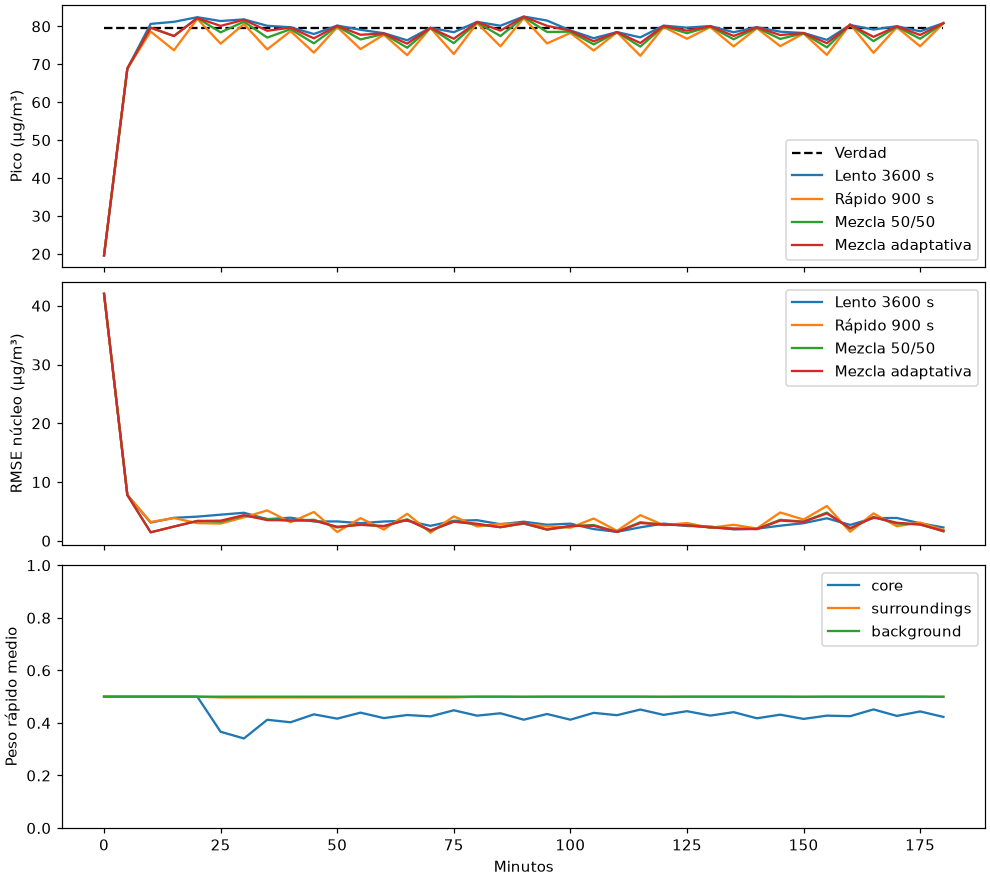 80
70
60
50
40
30
20
Pico (µg/m³)
Verdad
Lento 3600 s
Rápido 900 s
Mezcla 50/50
Mezcla adaptativa
40
30
20
10
0
RMSE núcleo (µg/m³)
Lento 3600 s
Rápido 900 s
Mezcla 50/50
Mezcla adaptativa
1.0
0.8
0.6
0.4
0.2
0.0
Peso rápido medio
core
surroundings
background
0 25 50 75 100 125 150 175
Minutos